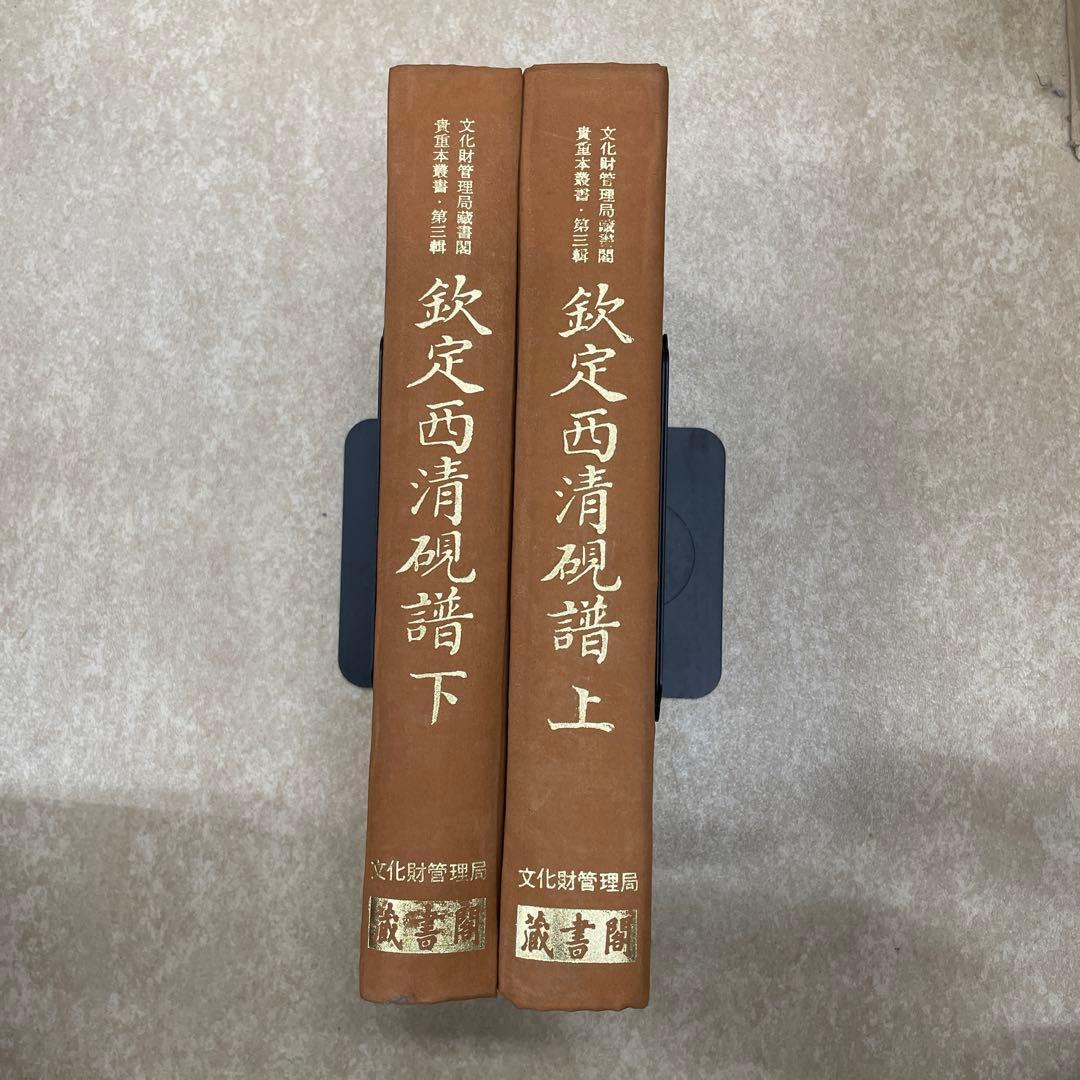 文化財管理局藏書閣
貴重本叢書・第三輯
欽定西清硯譜 上
文化財管理局
藏書閣
文化財管理局藏書閣
貴重本叢書・第三輯
欽定西清硯譜 下
文化財管理局
藏書閣